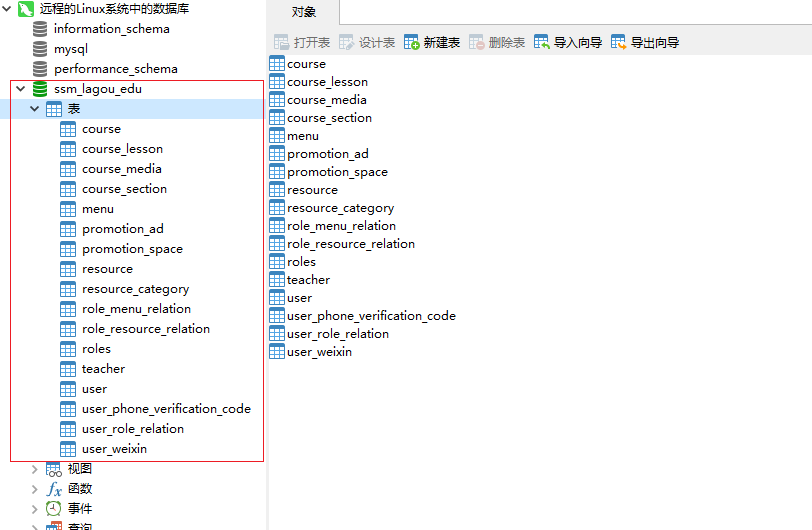 远程的Linux系统中的数据库
information_schema
mysql
performance_schema
ssm_lagou_edu
表
course
course_lesson
course_media
course_section
menu
promotion_ad
promotion_space
resource
resource_category
role_menu_relation
role_resource_relation
roles
teacher
user
user_phone_verification_code
user_role_relation
user_weixin
视图
fx 函数
事件
查询
对象
打开表 设计表 新建表 删除表 导入向导 导出向导
course
course_lesson
course_media
course_section
menu
promotion_ad
promotion_space
resource
resource_category
role_menu_relation
role_resource_relation
roles
teacher
user
user_phone_verification_code
user_role_relation
user_weixin